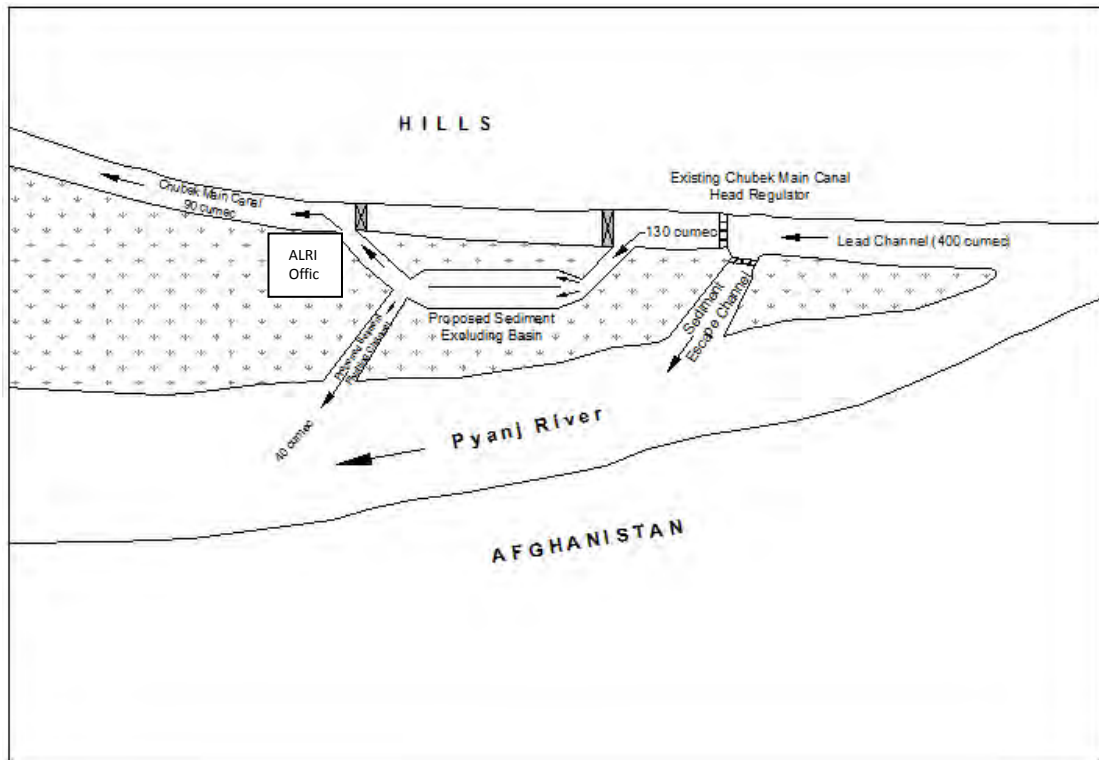 HILLS
Existing Chubek Main Canal
Head Regulator
Chubek Main Canal
90 cumec
130 cumec
Lead Channel (400 cumec)
ALRI
Offic
Sediment
Escape Channel
Proposed Sediment
Excluding Basin
40 cumec
Pyanj River
AFGHANISTAN